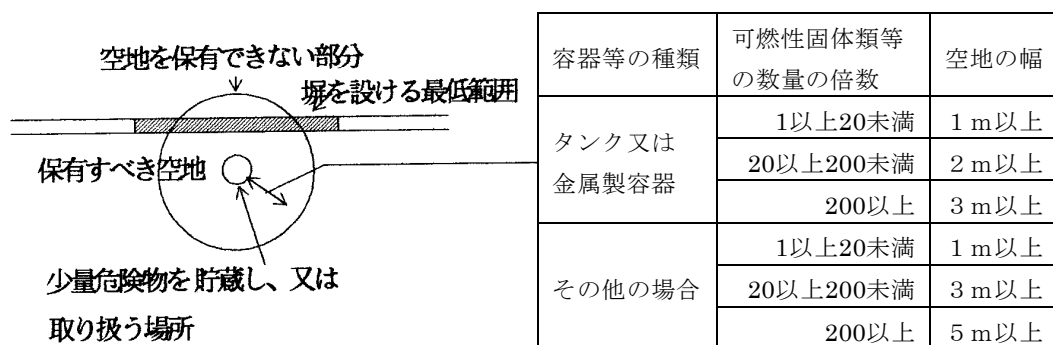 空地を保有できない部分
塀を設ける最低範囲
保有すべき空地
少量危険物を貯蔵し、又は
取り扱う場所
容器等の種類
可燃性固体類等
の数量の倍数
空地の幅
タンク又は
金属製容器
1以上20未満
1 m以上
20以上200未満
2 m以上
200以上
3 m以上
その他の場合
1以上20未満
1 m以上
20以上200未満
3 m以上
200以上
5 m以上